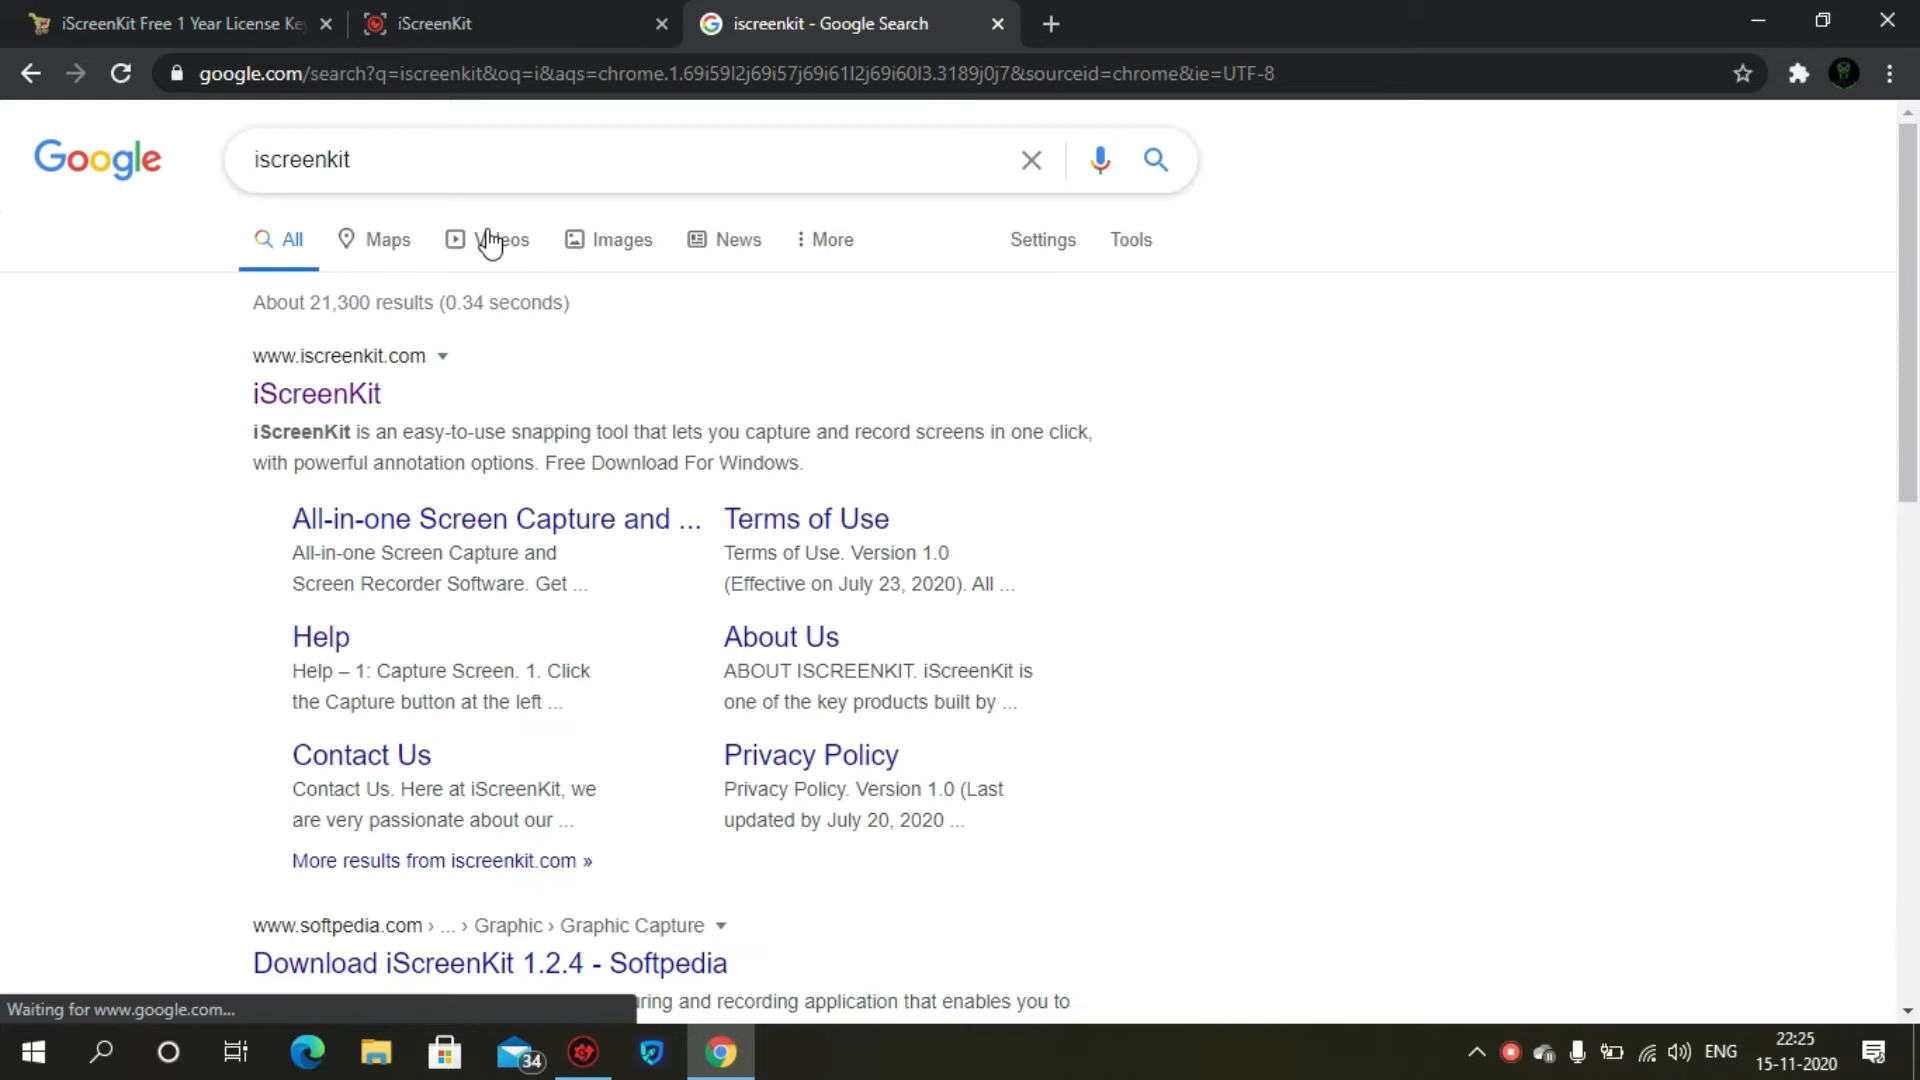 iScreenKit Free 1 Year License Key
iScreenKit
iscreenkit - Google Search
google.com/search?q=iscreenkit&oq=i&aqs=chrome.1.69i59l2j69i57j69i61l2j69i60l3.3189j0j7&sourceid=chrome&ie=UTF-8
Google
iscreenkit
All
Maps
Videos
Images
News
More
Settings
Tools
About 21,300 results (0.34 seconds)
www.iscreenkit.com
iScreenKit
iScreenKit is an easy-to-use snapping tool that lets you capture and record screens in one click,
with powerful annotation options. Free Download For Windows.
All-in-one Screen Capture and ...
All-in-one Screen Capture and
Screen Recorder Software. Get ...
Terms of Use
Terms of Use. Version 1.0
(Effective on July 23, 2020). All ...
Help
Help – 1: Capture Screen. 1. Click
the Capture button at the left ...
About Us
ABOUT ISCREENKIT. iScreenKit is
one of the key products built by ...
Contact Us
Contact Us. Here at iScreenKit, we
are very passionate about our ...
Privacy Policy
Privacy Policy. Version 1.0 (Last
updated by July 20, 2020 ...
More results from iscreenkit.com »
www.softpedia.com › ... › Graphic › Graphic Capture
Download iScreenKit 1.2.4 - Softpedia
uring and recording application that enables you to
Waiting for www.google.com...
34
ENG
22:25
15-11-2020